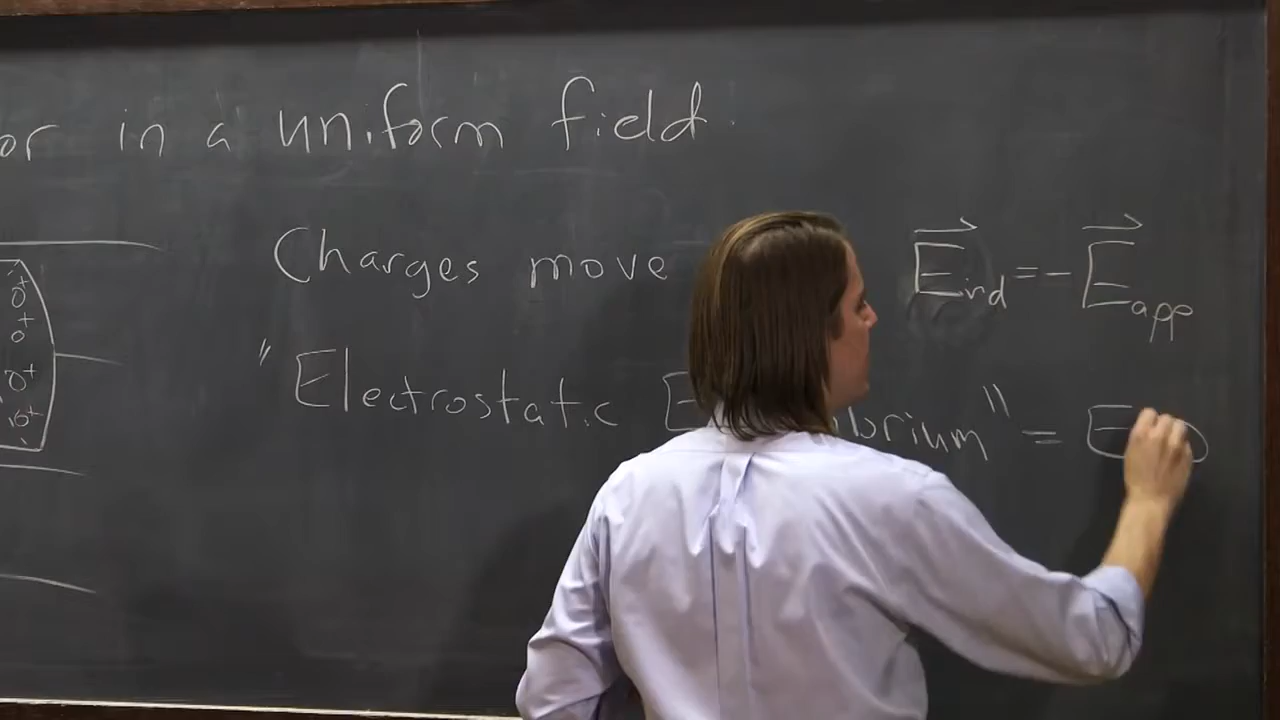 or in a uniform field.
Charges move E⃗ind = - E⃗app
"Electrostatic E brium" = E